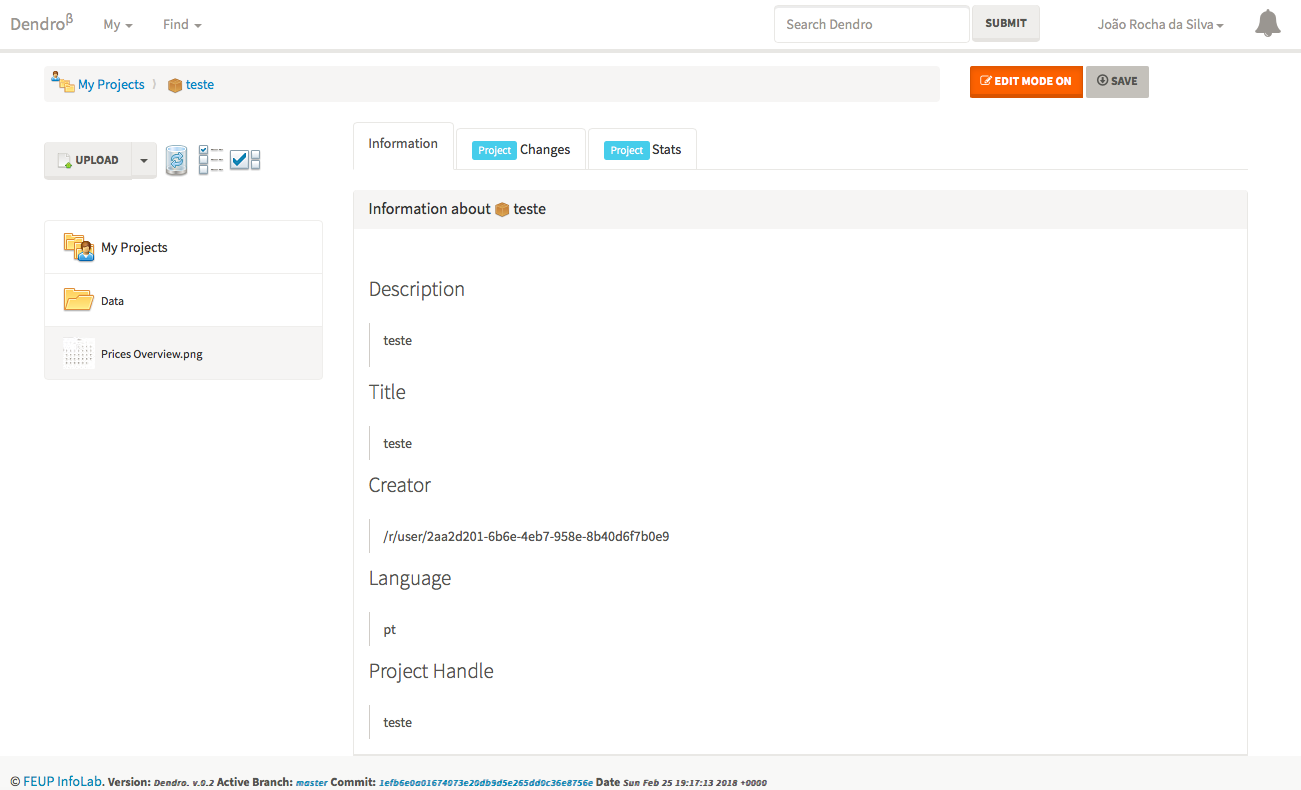 Dendroβ My Find Search Dendro SUBMIT João Rocha da Silva
My Projects teste EDIT MODE ON SAVE
UPLOAD
My Projects
Data
Prices Overview.png
Information Project Changes Project Stats
Information about teste
Description
teste
Title
teste
Creator
/r/user/2aa2d201-6b6e-4eb7-958e-8b40d6f7b0e9
Language
pt
Project Handle
teste
© FEUP InfoLab. Version: Dendro, v.0.2 Active Branch: master Commit: 1efb6e0a01674073e20db9d5e265dd0c36e8756e Date Sun Feb 25 19:17:13 2018 +0000